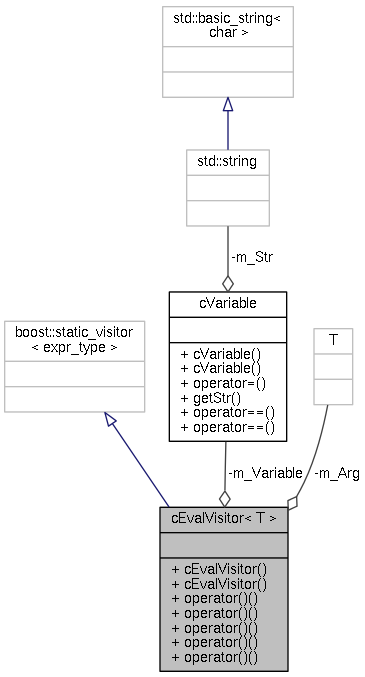 std::basic_string<
char >
std::string
-m_Str
cVariable
+ cVariable()
+ cVariable()
+ operator=()
+ getStr()
+ operator==()
+ operator==()
boost::static_visitor
< expr_type >
T
-m_Variable
-m_Arg
cEvalVisitor< T >
+ cEvalVisitor()
+ cEvalVisitor()
+ operator()()
+ operator()()
+ operator()()
+ operator()()
+ operator()()